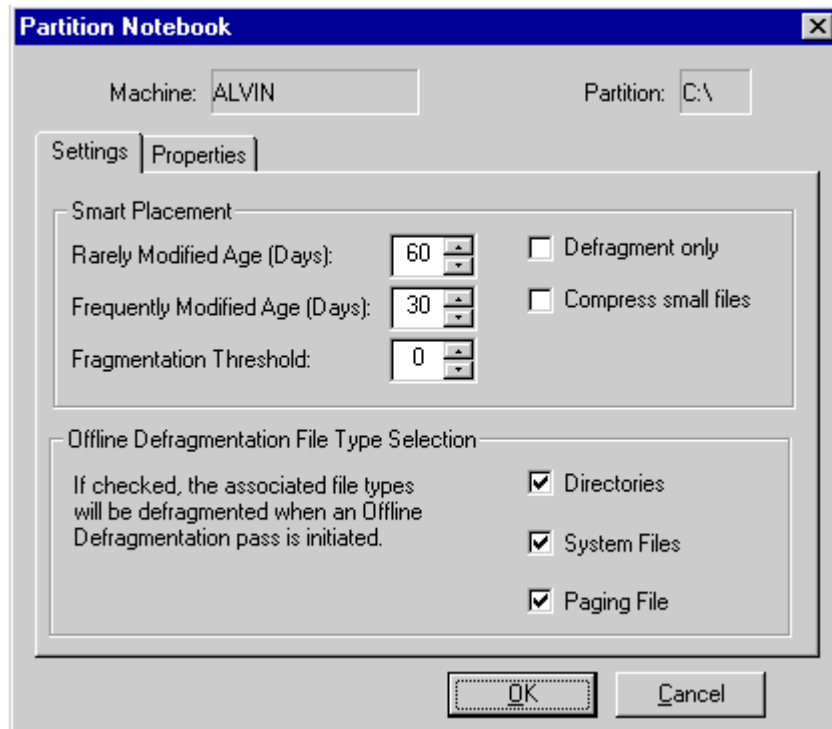 Partition Notebook
Machine: ALVIN Partition: C:\
Settings Properties
Smart Placement
Rarely Modified Age (Days): 60 Defragment only
Frequently Modified Age (Days): 30 Compress small files
Fragmentation Threshold: 0
Offline Defragmentation File Type Selection
If checked, the associated file types
will be defragmented when an Offline
Defragmentation pass is initiated.
Directories
System Files
Paging File
OK Cancel